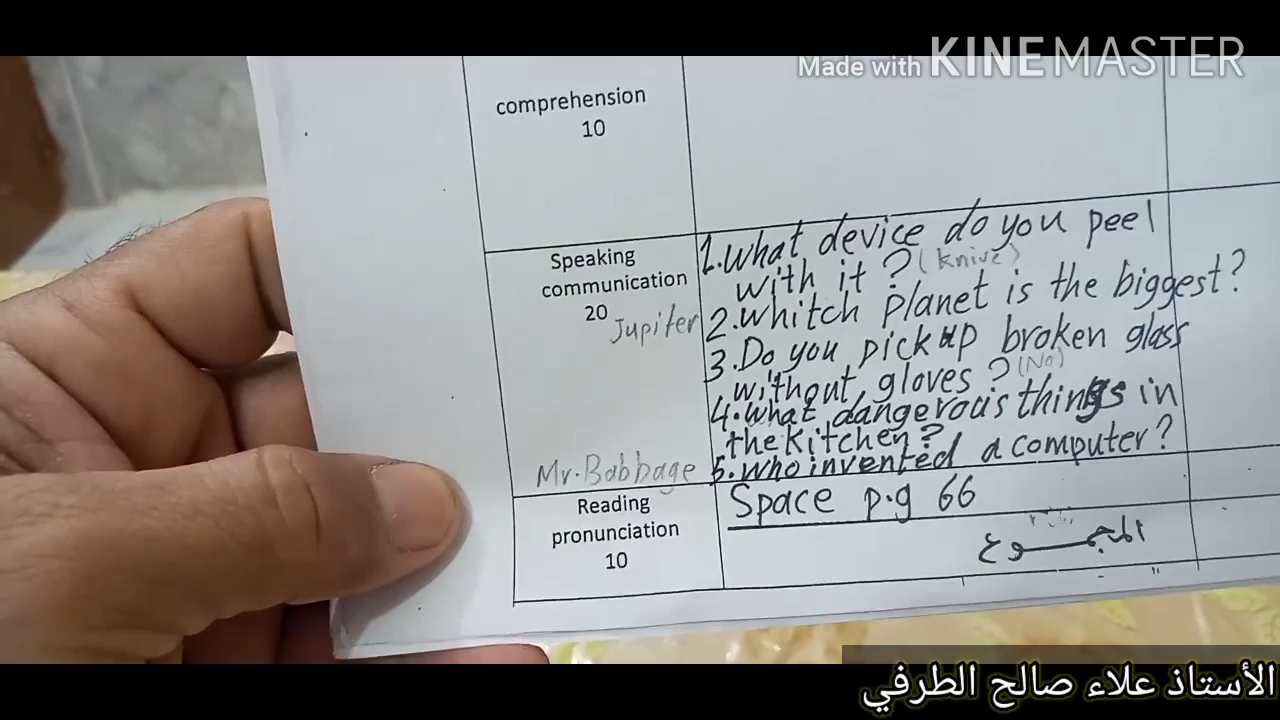 Made with KINEMASTER
comprehension
10
Speaking
communication
20
Jupiter
Mr. Babbage
1. What device do you peel
with it ? (knive)
2. Whitch planet is the biggest?
3. Do you pick up broken glass
without gloves ? (No)
4. What dangerous things in
the kitchen?
5. Who invented a computer?
Reading
pronunciation
10
Space p.g 66
المجموع
الأستاذ علاء صالح الطرفي